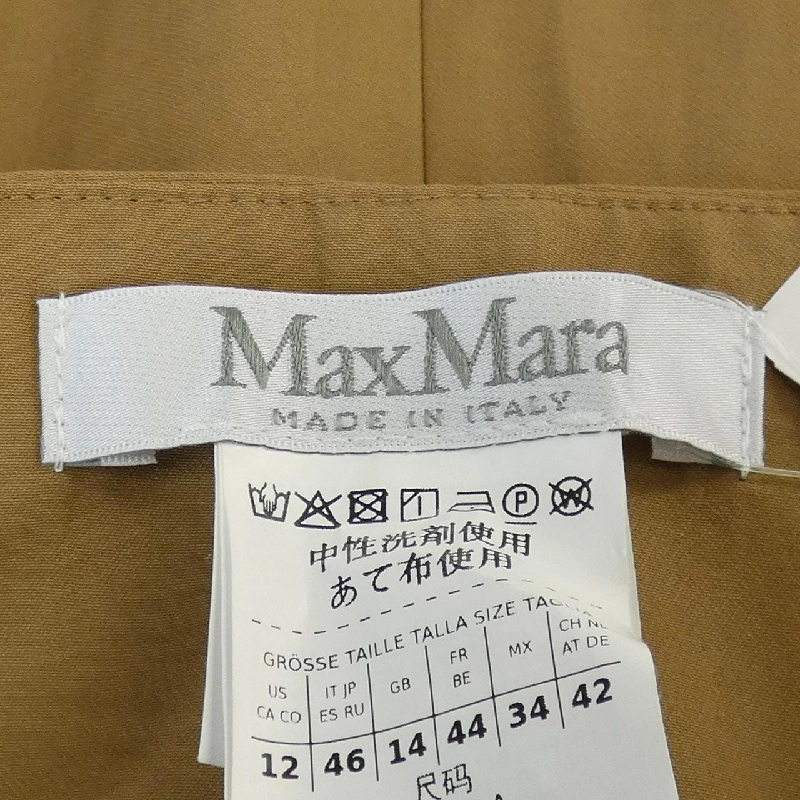 MaxMara
MADE IN ITALY
P W
中性洗剤使用
あて布使用
GRÖSSE TAILLE TALLA SIZE
US IT JP GB FR MX CH
CA CO ES RU BE AT DE
12 46 14 44 34 42
尺码